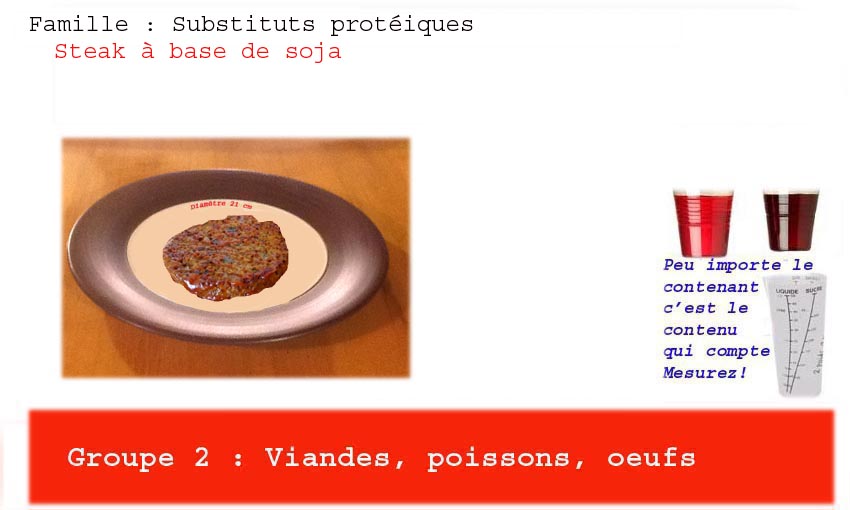 Famille : Substituts protéiques
Steak à base de soja
Diamètre 21 cm
Peu importe le
contenant
c'est le
contenu
qui compte
Mesurez!
LIQUIDE SUCRE
Groupe 2 : Viandes, poissons, oeufs